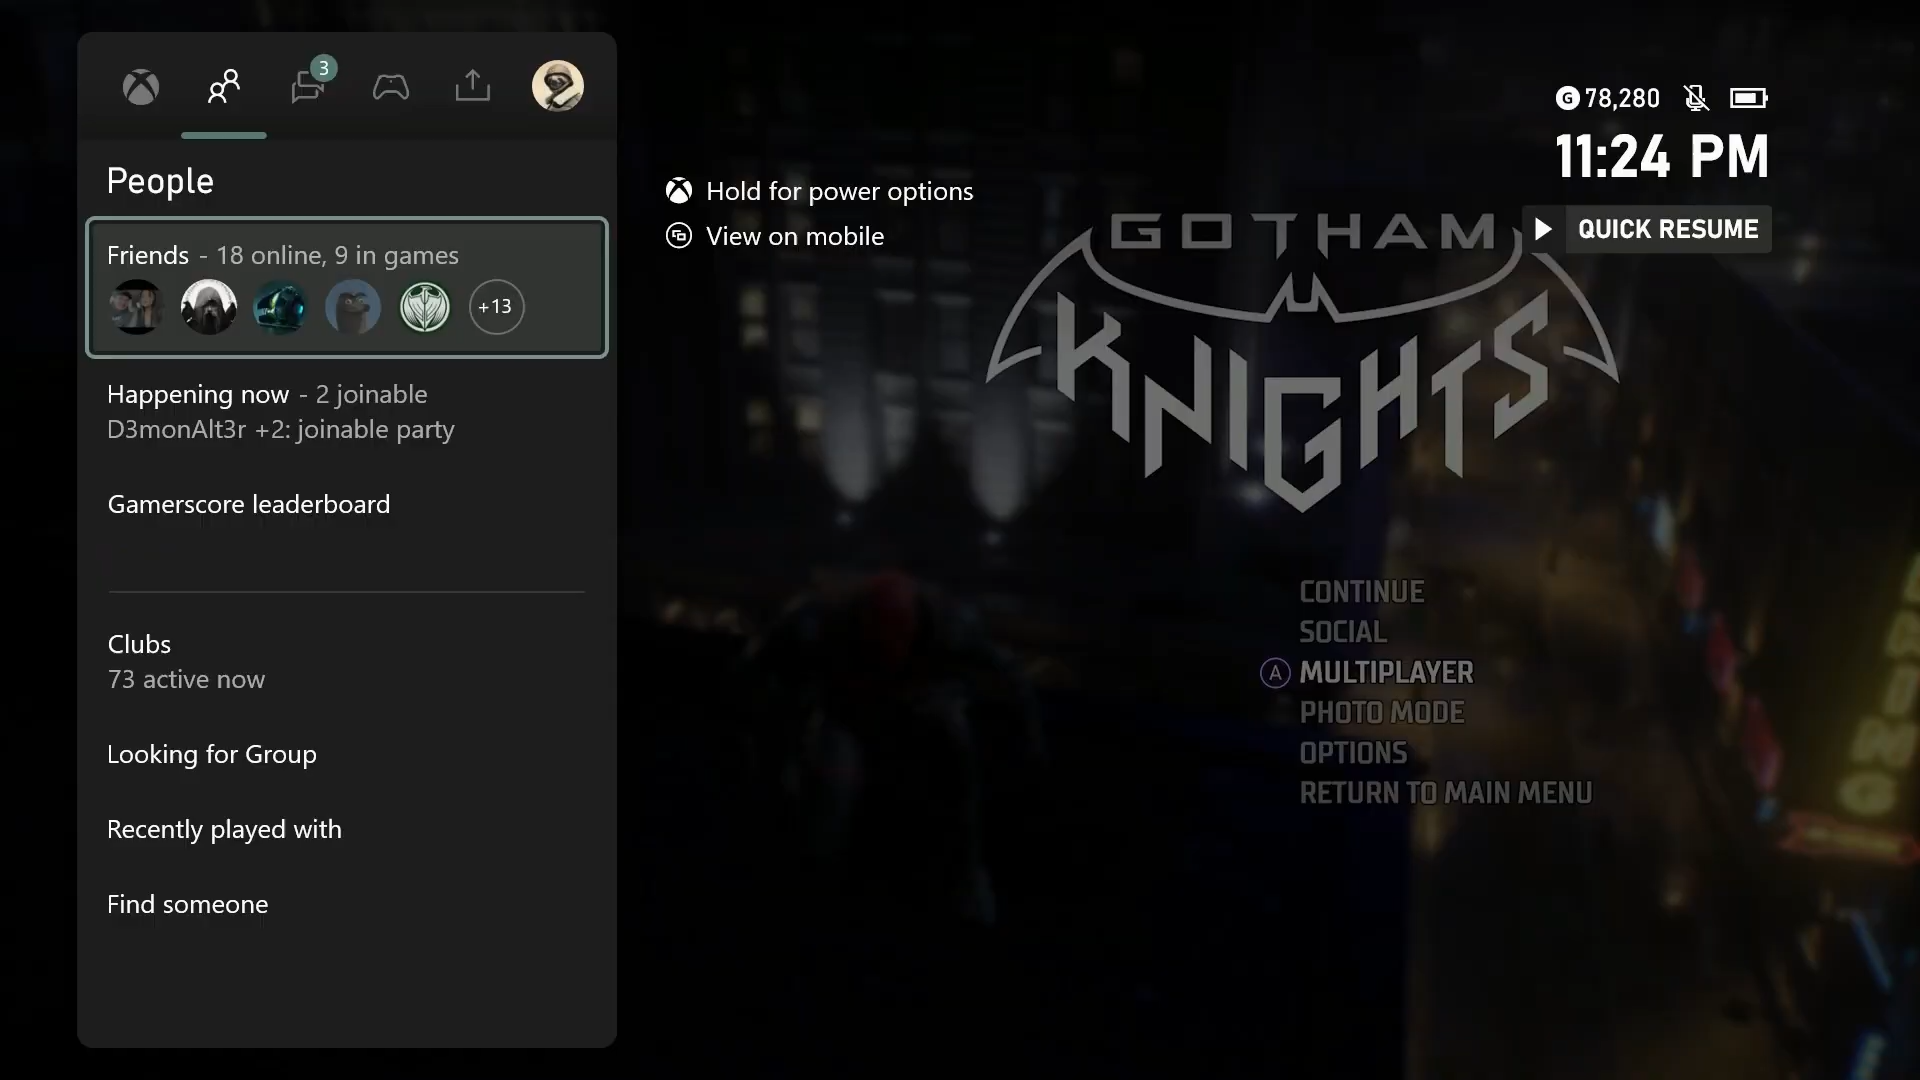 3
People
Friends - 18 online, 9 in games
+13
Happening now - 2 joinable
D3monAlt3r +2: joinable party
Gamerscore leaderboard
Clubs
73 active now
Looking for Group
Recently played with
Find someone
Hold for power options
View on mobile
G 78,280
11:24 PM
QUICK RESUME
GOTHAM
KNIGHTS
CONTINUE
SOCIAL
A MULTIPLAYER
PHOTO MODE
OPTIONS
RETURN TO MAIN MENU